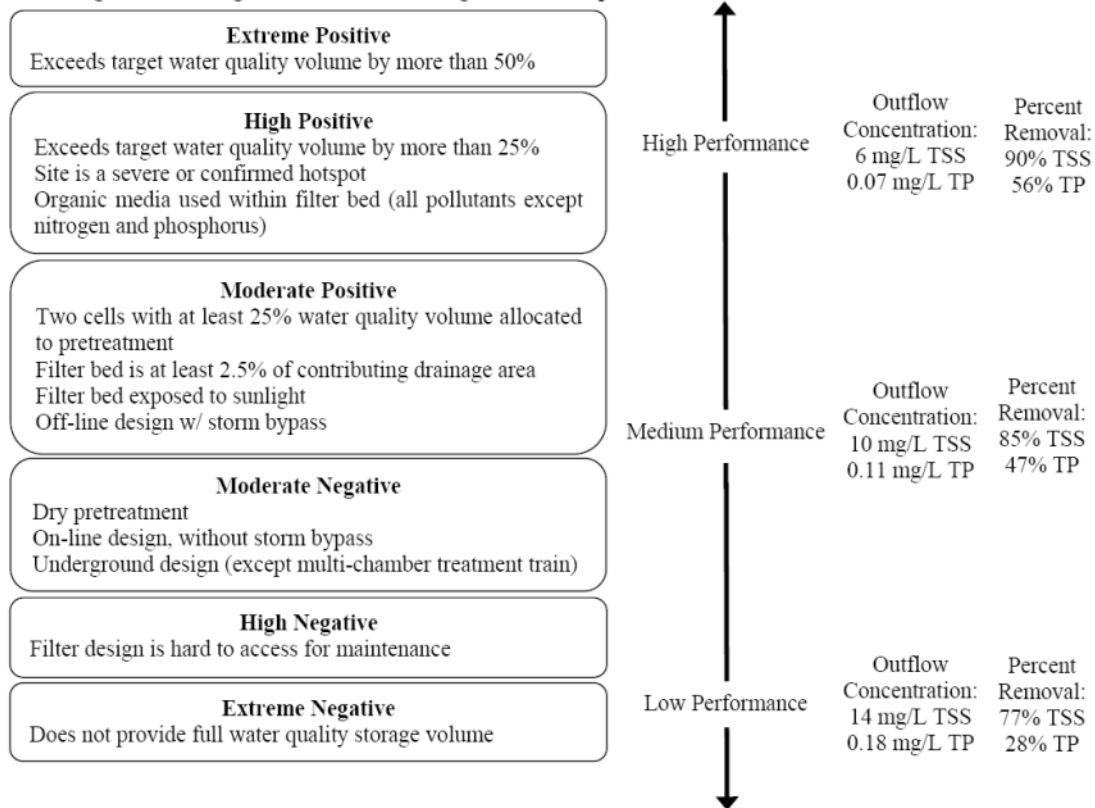 Extreme Positive
Exceeds target water quality volume by more than 50%
High Positive
Exceeds target water quality volume by more than 25%
Site is a severe or confirmed hotspot
Organic media used within filter bed (all pollutants except
nitrogen and phosphorus)
Moderate Positive
Two cells with at least 25% water quality volume allocated
to pretreatment
Filter bed is at least 2.5% of contributing drainage area
Filter bed exposed to sunlight
Off-line design w/ storm bypass
Moderate Negative
Dry pretreatment
On-line design, without storm bypass
Underground design (except multi-chamber treatment train)
High Negative
Filter design is hard to access for maintenance
Extreme Negative
Does not provide full water quality storage volume
High Performance
Outflow
Concentration:
6 mg/L TSS
0.07 mg/L TP
Percent
Removal:
90% TSS
56% TP
Medium Performance
Outflow
Concentration:
10 mg/L TSS
0.11 mg/L TP
Percent
Removal:
85% TSS
47% TP
Low Performance
Outflow
Concentration:
14 mg/L TSS
0.18 mg/L TP
Percent
Removal:
77% TSS
28% TP